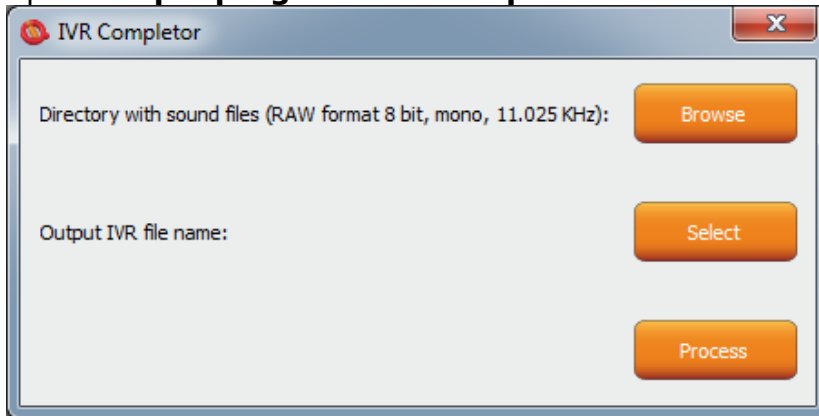 IVR Completor
Directory with sound files (RAW format 8 bit, mono, 11.025 KHz):
Browse
Output IVR file name:
Select
Process